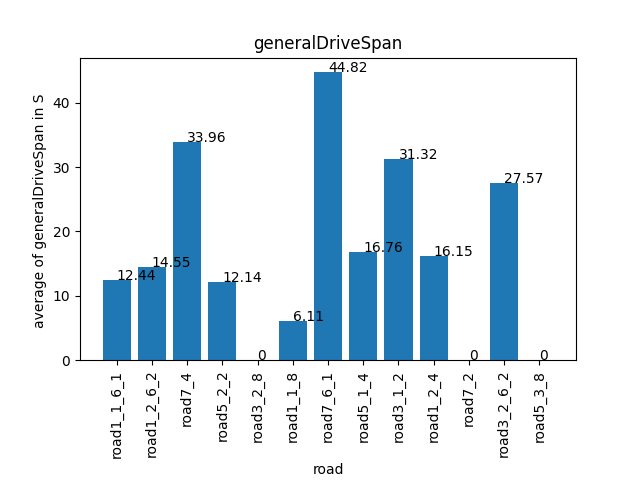 generalDriveSpan
average of generalDriveSpan in S
40
30
20
10
0
12.44
14.55
33.96
12.14
0
6.11
44.82
16.76
31.32
16.15
0
27.57
0
road1_1_6_1
road1_2_6_2
road7_4
road5_2_2
road3_2_8
road1_1_8
road7_6_1
road5_1_4
road3_1_2
road1_2_4
road7_2
road3_2_6_2
road5_3_8
road